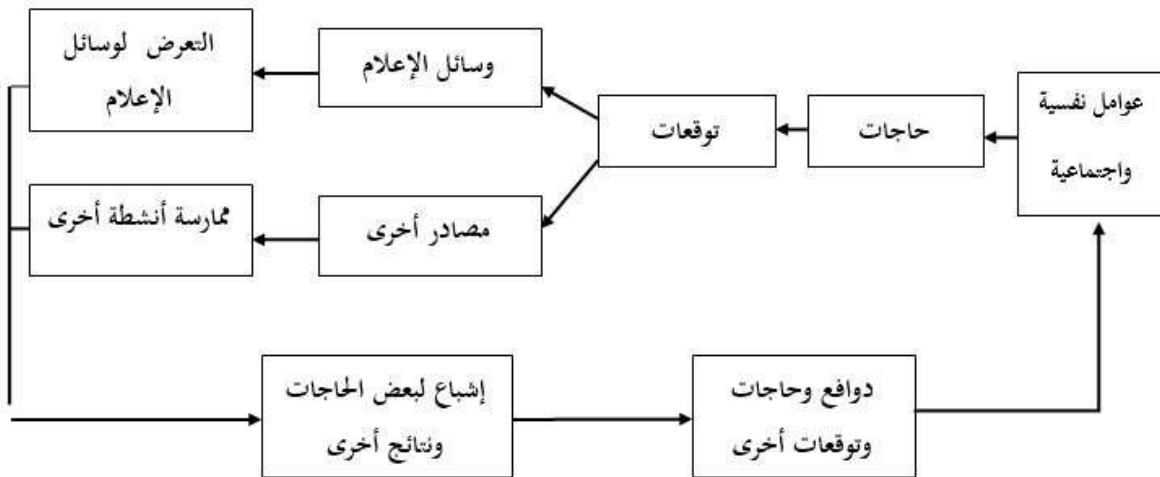 عوامل نفسية
واجتماعية
حاجات
توقعات
وسائل الإعلام
التعرض لوسائل
الإعلام
مصادر أخرى
ممارسة أنشطة أخرى
إشباع لبعض الحاجات
ونتائج أخرى
دوافع وحاجات
وتوقعات أخرى